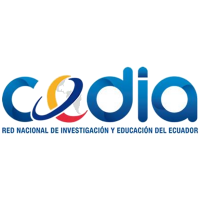 cedia
RED NACIONAL DE INVESTIGACIÓN Y EDUCACIÓN DEL ECUADOR